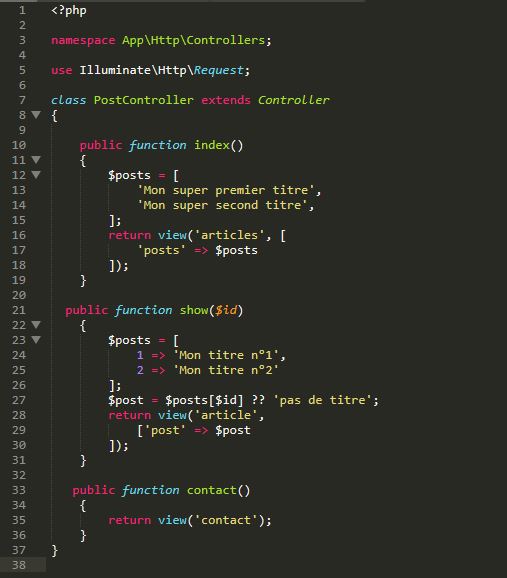 1 <?php
2
3 namespace App\Http\Controllers;
4
5 use Illuminate\Http\Request;
6
7 class PostController extends Controller
8 {
9
10     public function index()
11     {
12         $posts = [
13             'Mon super premier titre',
14             'Mon super second titre',
15         ];
16         return view('articles', [
17             'posts' => $posts
18         ]);
19     }
20
21   public function show($id)
22     {
23         $posts = [
24             1 => 'Mon titre n°1',
25             2 => 'Mon titre n°2'
26         ];
27         $post = $posts[$id] ?? 'pas de titre';
28         return view('article',
29             ['post' => $post
30         ]);
31     }
32
33    public function contact()
34     {
35         return view('contact');
36     }
37 }
38